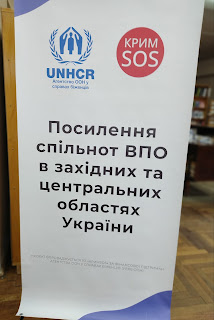 UNHCR
Агентство ООН у
справах біженців
КРИМ
SOS
Посилення
спільнот ВПО
в західних та
центральних
областях
України